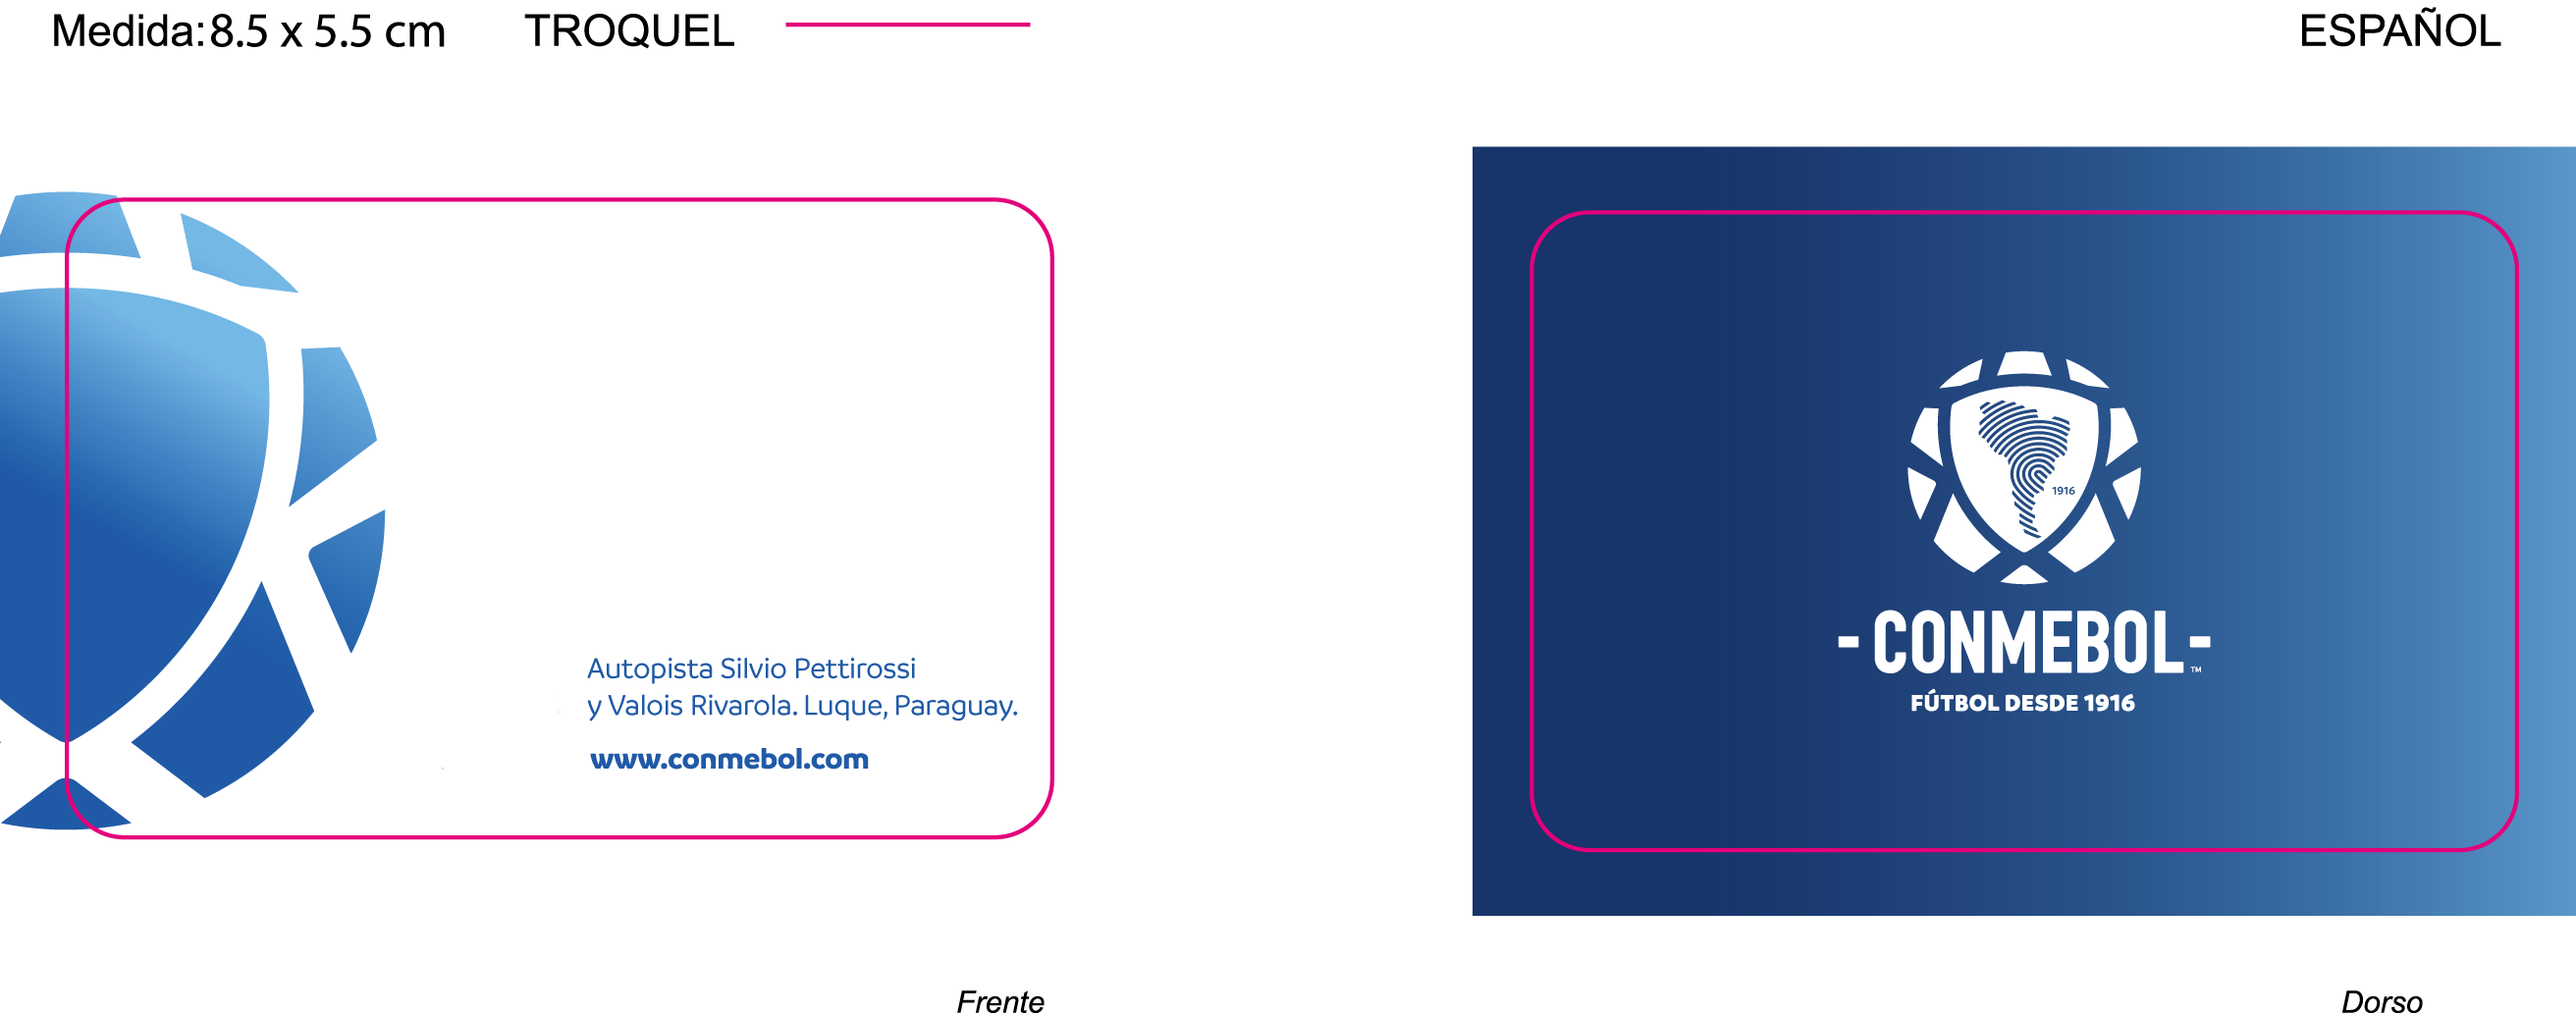 Medida: 8.5 x 5.5 cm
TROQUEL
ESPAÑOL
Autopista Silvio Pettirossi
y Valois Rivarola. Luque, Paraguay.
www.conmebol.com
1916
-CONMEBOL-™
FÚTBOL DESDE 1916
Frente
Dorso